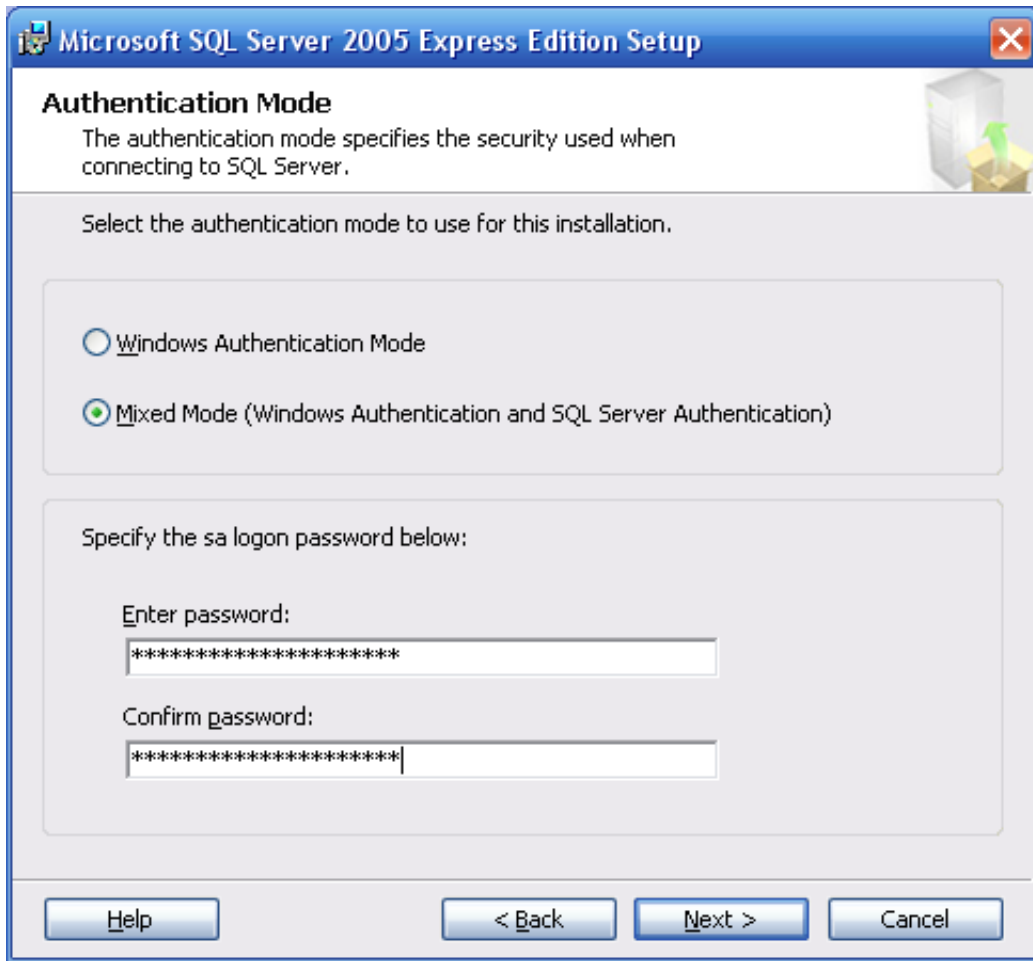 Microsoft SQL Server 2005 Express Edition Setup
Authentication Mode
The authentication mode specifies the security used when
connecting to SQL Server.
Select the authentication mode to use for this installation.
Windows Authentication Mode
Mixed Mode (Windows Authentication and SQL Server Authentication)
Specify the sa logon password below:
Enter password:
*********************
Confirm password:
*********************
Help < Back Next > Cancel